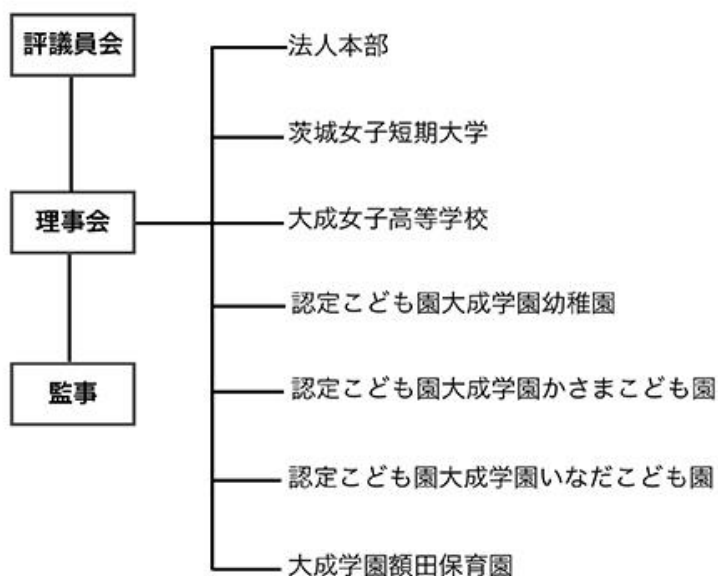 評議員会
理事会
監事
法人本部
茨城女子短期大学
大成女子高等学校
認定こども園大成学園幼稚園
認定こども園大成学園かさまこども園
認定こども園大成学園いなだこども園
大成学園額田保育園